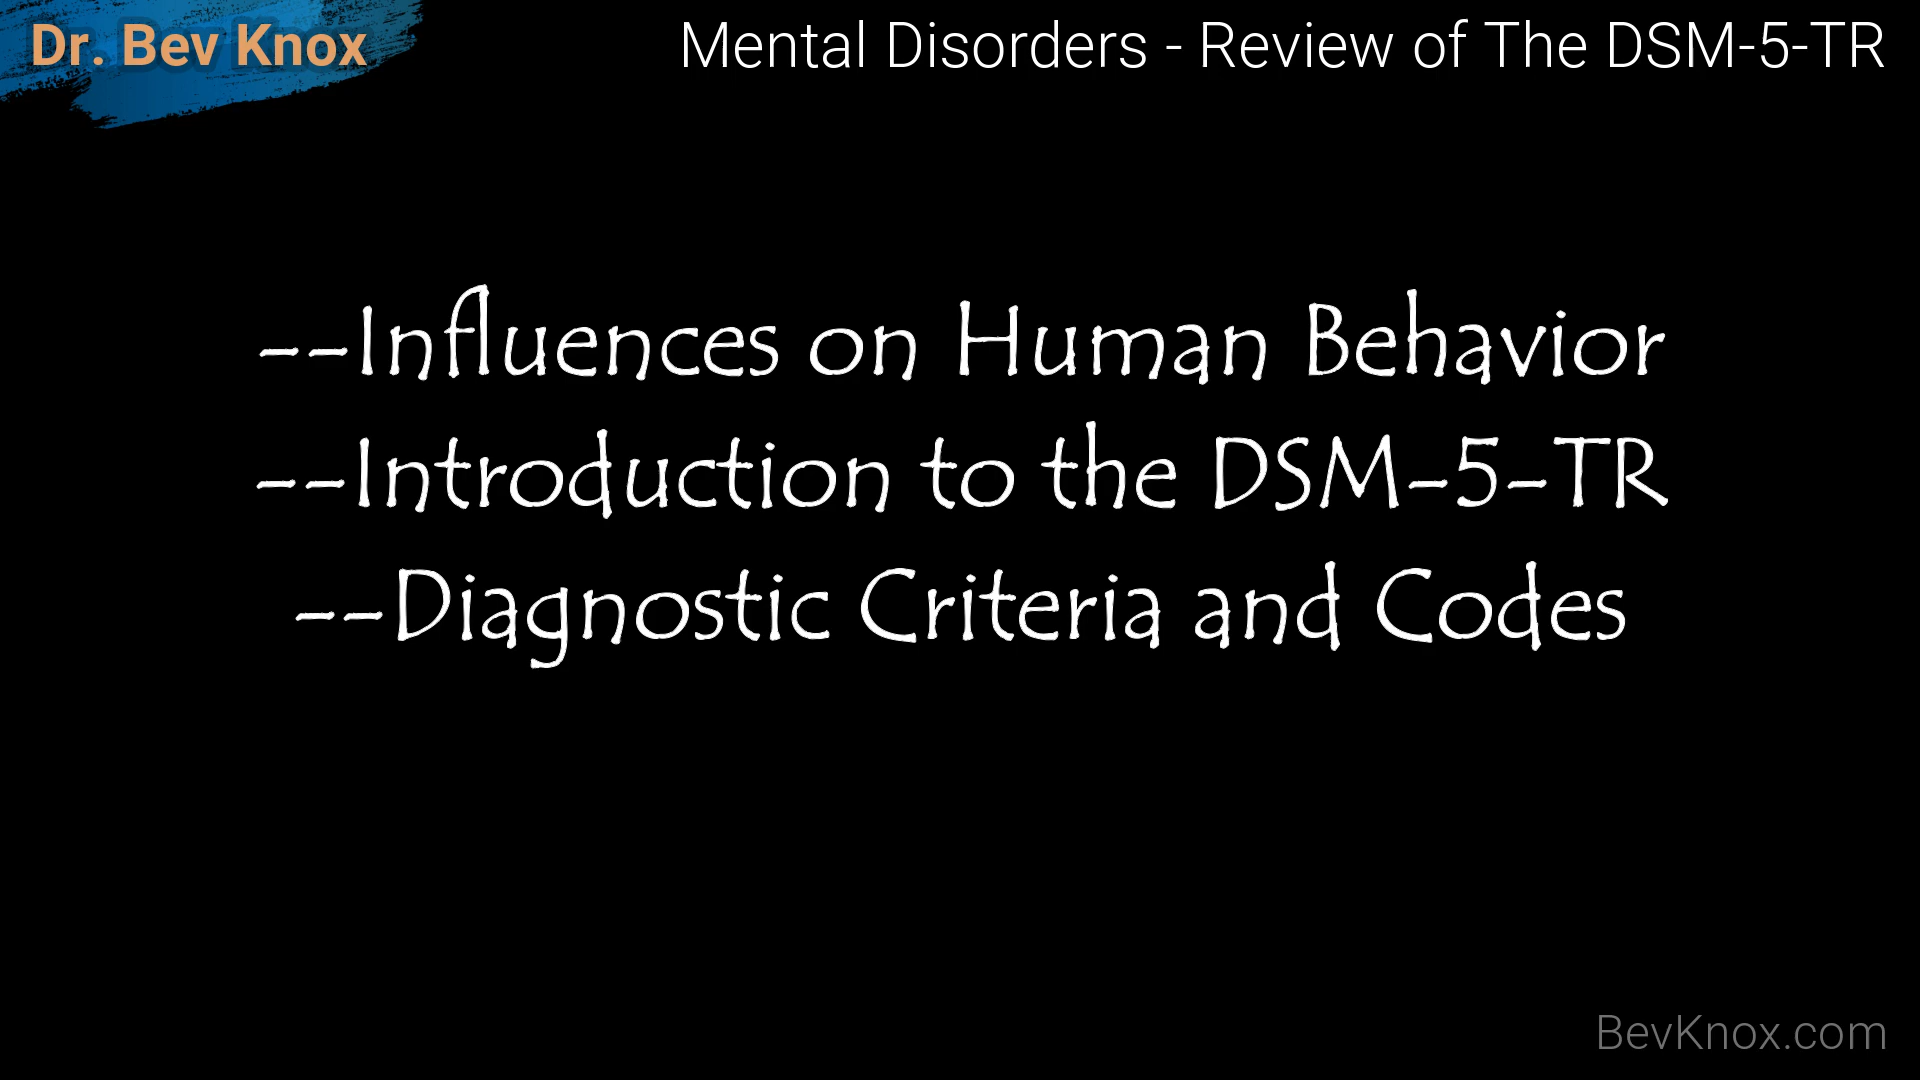 Dr. Bev Knox
Mental Disorders - Review of The DSM-5-TR
--Influences on Human Behavior
--Introduction to the DSM-5-TR
--Diagnostic Criteria and Codes
BevKnox.com